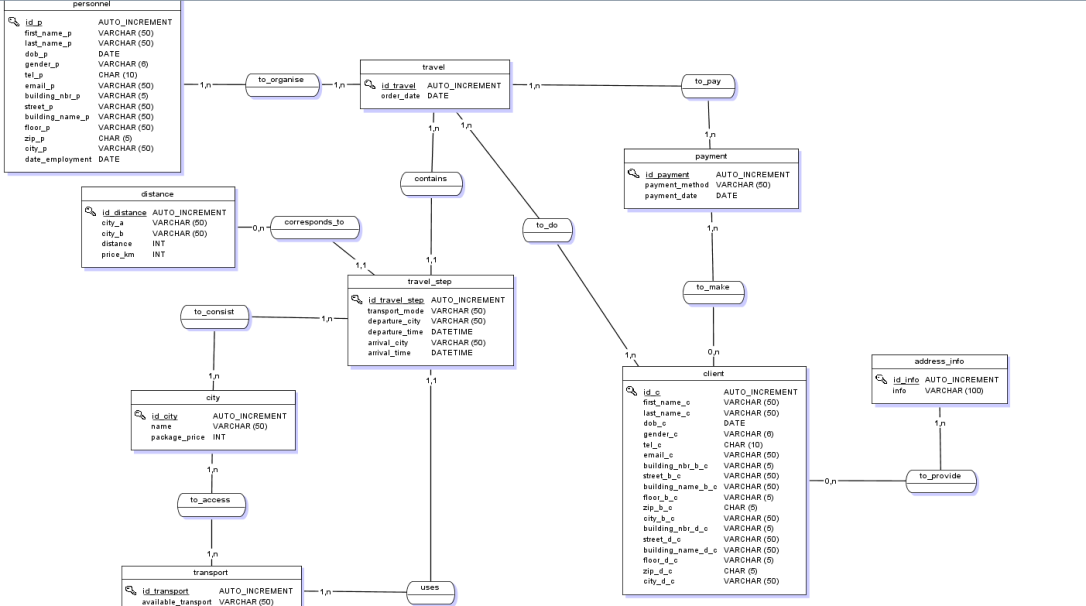 personnel
id_p AUTO_INCREMENT
first_name_p VARCHAR (50)
last_name_p VARCHAR (50)
dob_p DATE
gender_p VARCHAR (6)
tel_p CHAR (10)
email_p VARCHAR (50)
building_nbr_p VARCHAR (5)
street_p VARCHAR (50)
building_name_p VARCHAR (50)
floor_p VARCHAR (50)
zip_p CHAR (5)
city_p VARCHAR (50)
date_employment DATE
1,n
to_organise
1,n
travel
id_travel AUTO_INCREMENT
order_date DATE
1,n
to_pay
1,n
payment
id_payment AUTO_INCREMENT
payment_method VARCHAR (50)
payment_date DATE
1,n
1,n
contains
distance
id_distance AUTO_INCREMENT
city_a VARCHAR (50)
city_b VARCHAR (50)
distance INT
price_km INT
0,n
corresponds_to
1,1
1,1
to_do
1,n
to_make
0,n
1,n
travel_step
id_travel_step AUTO_INCREMENT
transport_mode VARCHAR (50)
departure_city VARCHAR (50)
departure_time DATETIME
arrival_city VARCHAR (50)
arrival_time DATETIME
to_consist
1,n
1,n
1,1
city
id_city AUTO_INCREMENT
name VARCHAR (50)
package_price INT
1,n
to_access
1,n
transport
id_transport AUTO_INCREMENT
available_transport VARCHAR (50)
1,n
uses
client
id_c AUTO_INCREMENT
first_name_c VARCHAR (50)
last_name_c VARCHAR (50)
dob_c DATE
gender_c VARCHAR (6)
tel_c CHAR (10)
email_c VARCHAR (50)
building_nbr_b_c VARCHAR (5)
street_b_c VARCHAR (50)
building_name_b_c VARCHAR (50)
floor_b_c VARCHAR (5)
zip_b_c CHAR (5)
city_b_c VARCHAR (50)
building_nbr_d_c VARCHAR (5)
street_d_c VARCHAR (50)
building_name_d_c VARCHAR (50)
floor_d_c VARCHAR (5)
zip_d_c CHAR (5)
city_d_c VARCHAR (50)
address_info
id_info AUTO_INCREMENT
info VARCHAR (100)
1,n
to_provide
0,n